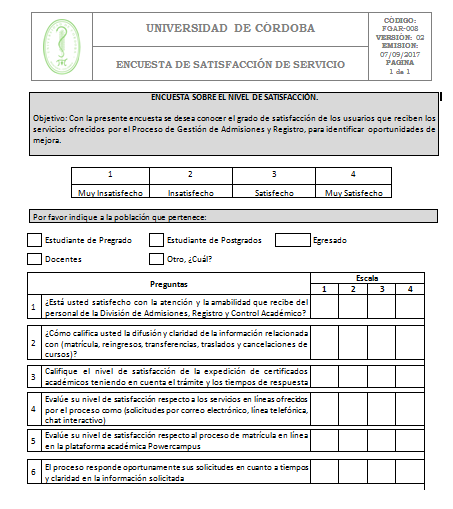 UNIVERSIDAD DE CÓRDOBA
ENCUESTA DE SATISFACCIÓN DE SERVICIO
CÓDIGO:
FGAR-008
VERSIÓN: 02
EMISION:
07/09/2017
PAGINA
1 de 1
ENCUESTA SOBRE EL NIVEL DE SATISFACCIÓN.
Objetivo: Con la presente encuesta se desea conocer el grado de satisfacción de los usuarios que reciben los
servicios ofrecidos por el Proceso de Gestión de Admisiones y Registro, para identificar oportunidades de
mejora.
1 2 3 4
Muy Insatisfecho Insatisfecho Satisfecho Muy Satisfecho
Por favor indique a la población que pertenece:
Estudiante de Pregrado Estudiante de Postgrados Egresado
Docentes Otro, ¿Cuál?
Preguntas Escala
1 2 3 4
1 ¿Está usted satisfecho con la atención y la amabilidad que recibe del
personal de la División de Admisiones, Registro y Control Académico?
2 ¿Cómo califica usted la difusión y claridad de la información relacionada
con (matrícula, reingresos, transferencias, traslados y cancelaciones de
cursos)?
3 Califique el nivel de satisfacción de la expedición de certificados
académicos teniendo en cuenta el trámite y los tiempos de respuesta
4 Evalúe su nivel de satisfacción respecto a los servicios en líneas ofrecidos
por el proceso como (solicitudes por correo electrónico, línea telefónica,
chat interactivo)
5 Evalúe su nivel de satisfacción respecto al proceso de matrícula en línea
en la plataforma académica Powercampus
6 El proceso responde oportunamente sus solicitudes en cuanto a tiempos
y claridad en la información solicitada